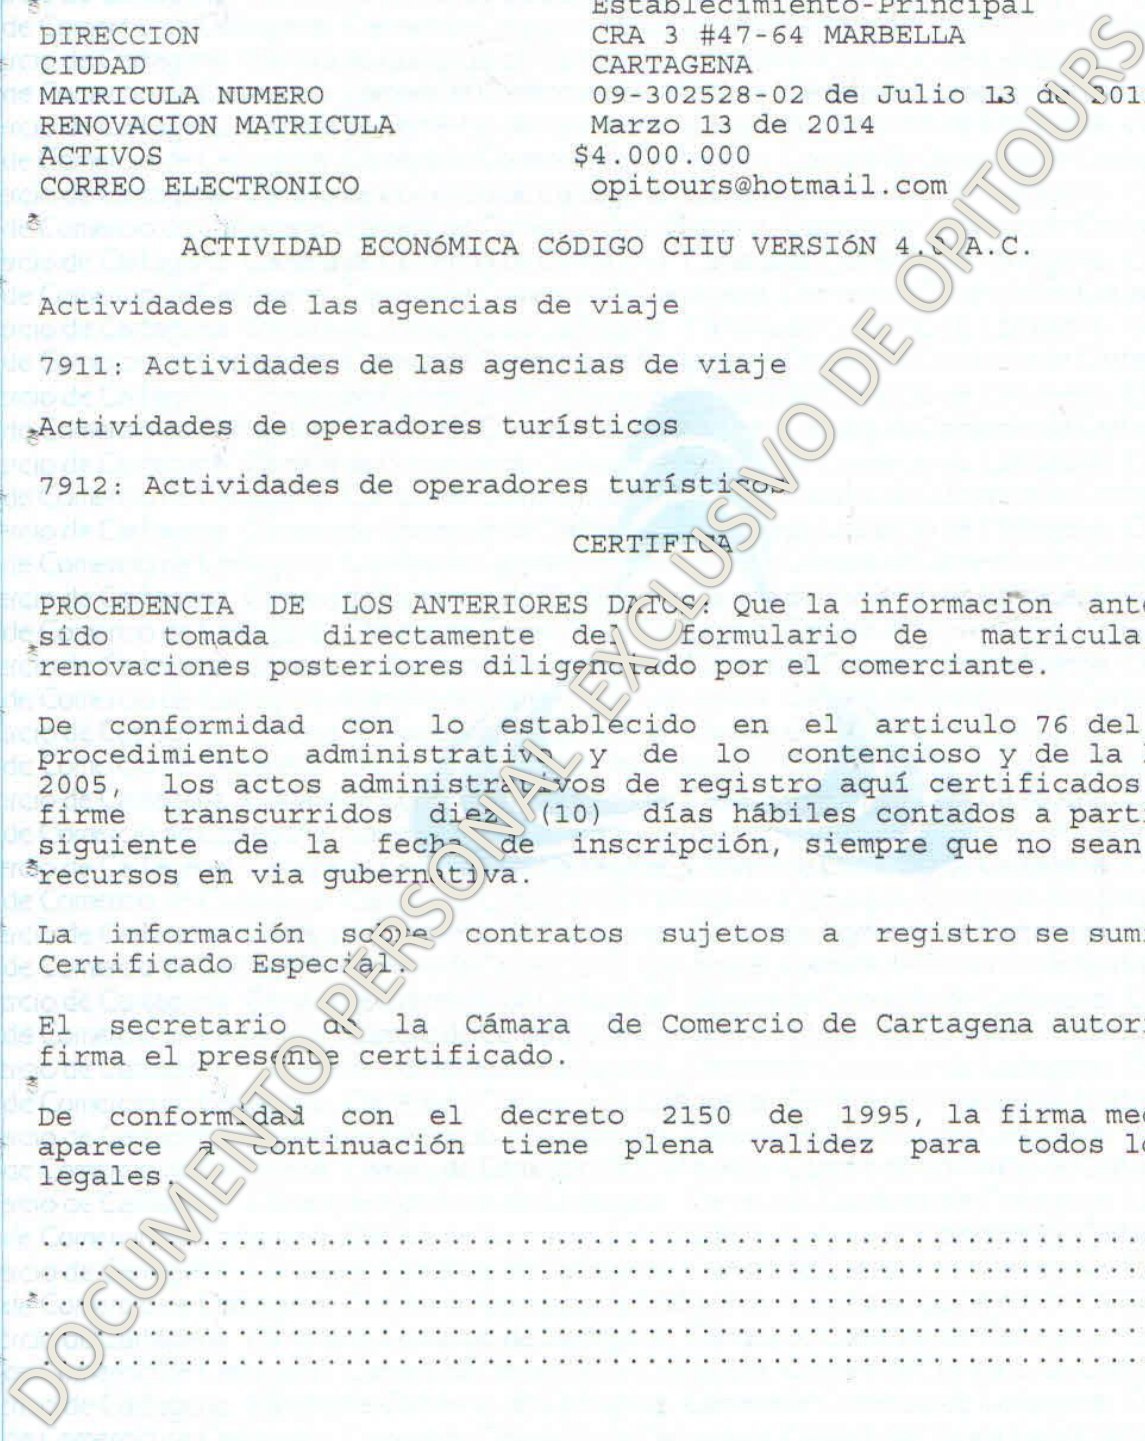 Establecimiento-Principal
DIRECCION CRA 3 #47-64 MARBELLA
CIUDAD CARTAGENA
MATRICULA NUMERO 09-302528-02 de Julio 13 de 201
RENOVACION MATRICULA Marzo 13 de 2014
ACTIVOS $4.000.000
CORREO ELECTRONICO opitours@hotmail.com
ACTIVIDAD ECONóMICA CóDIGO CIIU VERSIóN 4.0 A.C.
Actividades de las agencias de viaje
7911: Actividades de las agencias de viaje
Actividades de operadores turísticos
7912: Actividades de operadores turísticos
CERTIFICA
PROCEDENCIA DE LOS ANTERIORES DATOS: Que la informacion ante
sido tomada directamente del formulario de matricula
renovaciones posteriores diligenciado por el comerciante.
De conformidad con lo establecido en el articulo 76 del
procedimiento administrativo y de lo contencioso y de la
2005, los actos administrativos de registro aquí certificados
firme transcurridos diez (10) días hábiles contados a parti
siguiente de la fecha de inscripción, siempre que no sean
recursos en via gubernativa.
La información sobre contratos sujetos a registro se sumi
Certificado Especial.
El secretario de la Cámara de Comercio de Cartagena autori
firma el presente certificado.
De conformidad con el decreto 2150 de 1995, la firma mec
aparece a continuación tiene plena validez para todos lo
legales.
DOCUMENTO PERSONAL EXCLUSIVO DE OPITOURS